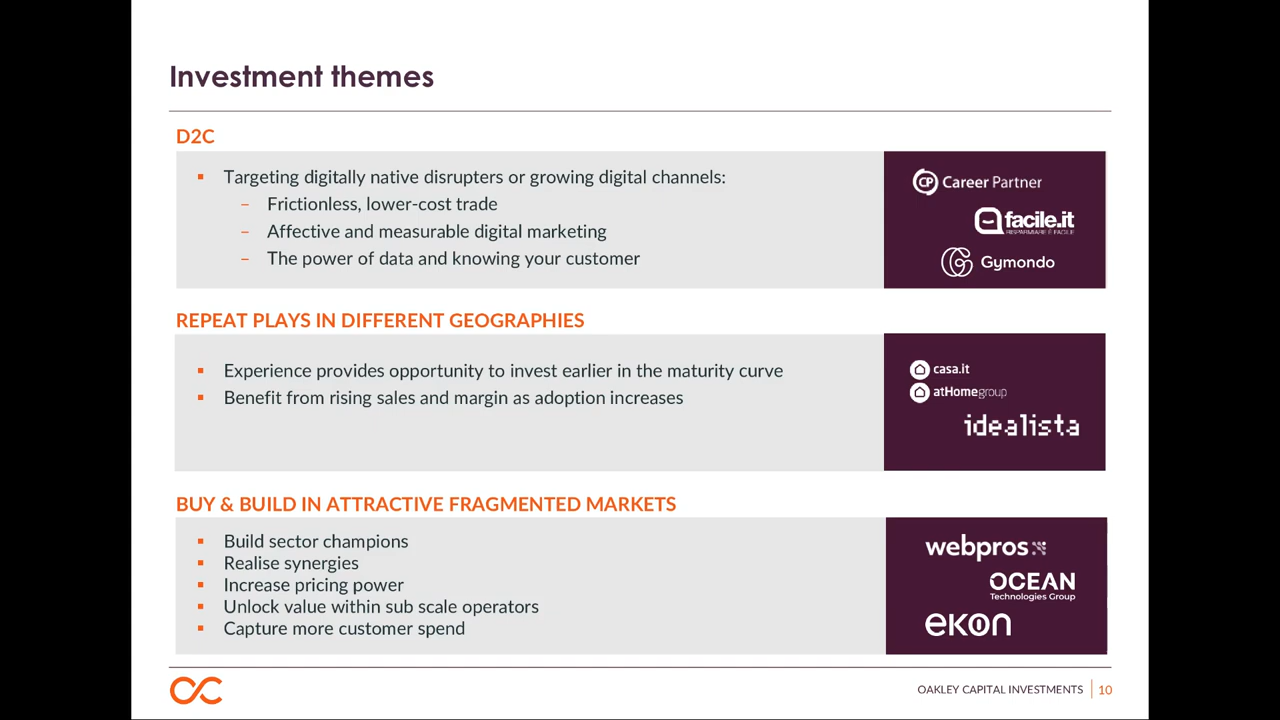 Investment themes
D2C
Targeting digitally native disrupters or growing digital channels:
– Frictionless, lower-cost trade
– Affective and measurable digital marketing
– The power of data and knowing your customer
CP Career Partner
facile.it
RISPARMIARE È FACILE
Gymondo
REPEAT PLAYS IN DIFFERENT GEOGRAPHIES
Experience provides opportunity to invest earlier in the maturity curve
Benefit from rising sales and margin as adoption increases
casa.it
atHomegroup
idealista
BUY & BUILD IN ATTRACTIVE FRAGMENTED MARKETS
Build sector champions
Realise synergies
Increase pricing power
Unlock value within sub scale operators
Capture more customer spend
webpros
OCEAN
Technologies Group
ekon
OAKLEY CAPITAL INVESTMENTS | 10